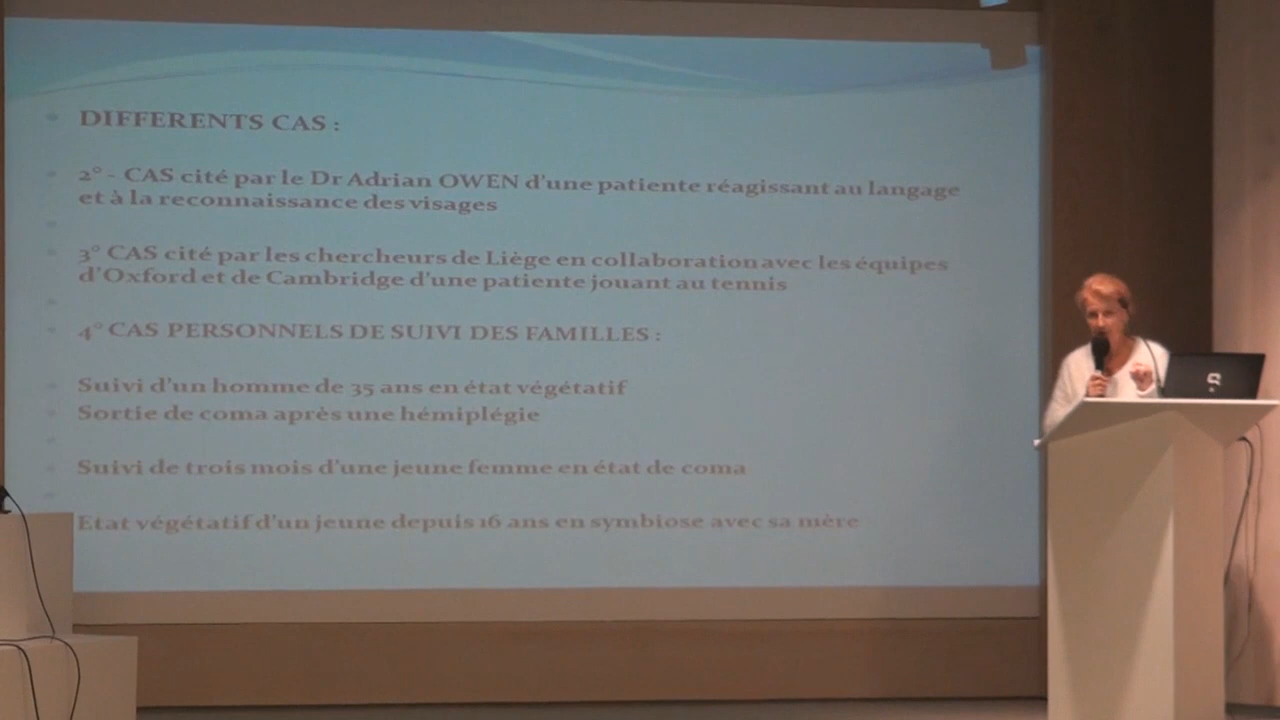 DIFFERENTS CAS :
2° - CAS cité par le Dr Adrian OWEN d'une patiente réagissant au langage
et à la reconnaissance des visages
3° CAS cité par les chercheurs de Liège en collaboration avec les équipes
d'Oxford et de Cambridge d'une patiente jouant au tennis
4° CAS PERSONNELS DE SUIVI DES FAMILLES :
Suivi d'un homme de 35 ans en état végétatif
Sortie de coma après une hémiplégie
Suivi de trois mois d'une jeune femme en état de coma
Etat végétatif d'un jeune depuis 16 ans en symbiose avec sa mère